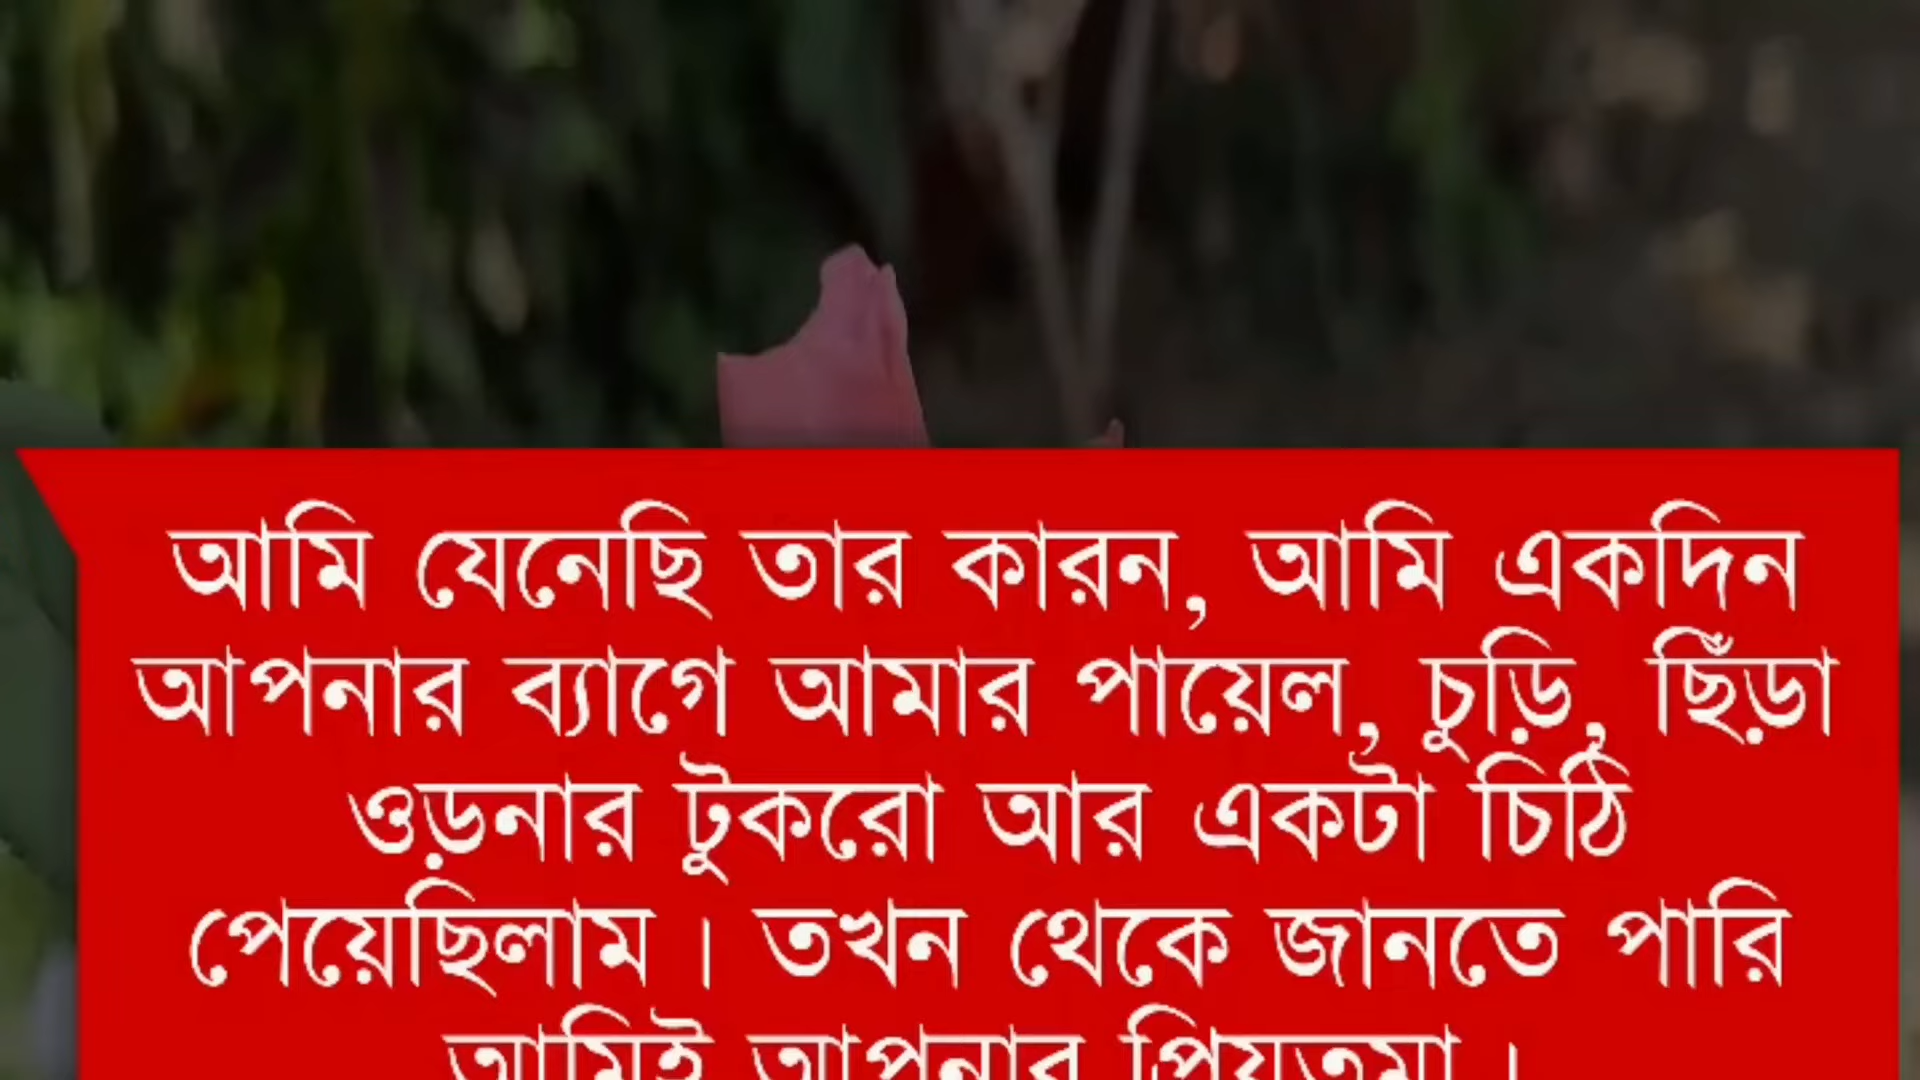 আমি যেনেছি তার কারন, আমি একদিন
আপনার ব্যাগে আমার পায়েল, চুড়ি, ছিঁড়া
ওড়নার টুকরো আর একটা চিঠি
পেয়েছিলাম। তখন থেকে জানতে পারি
আমিই আপনার প্রিয়তমা।